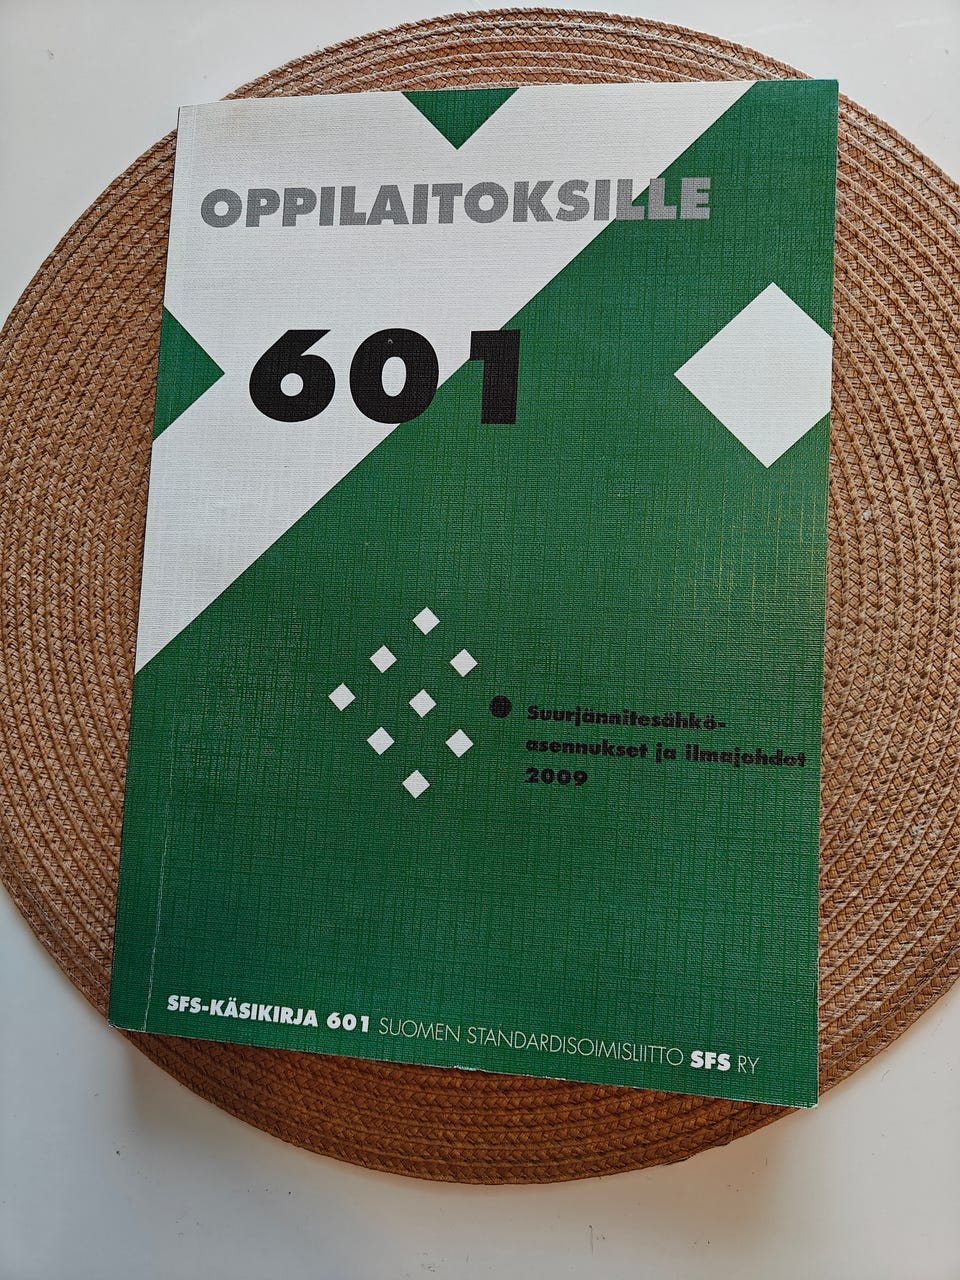 OPPILAITOKSILLE
601
Suurjännitesähkö-
asennukset ja ilmajohdot
2009
SFS-KÄSIKIRJA 601 SUOMEN STANDARDISOIMISLIITTO SFS RY